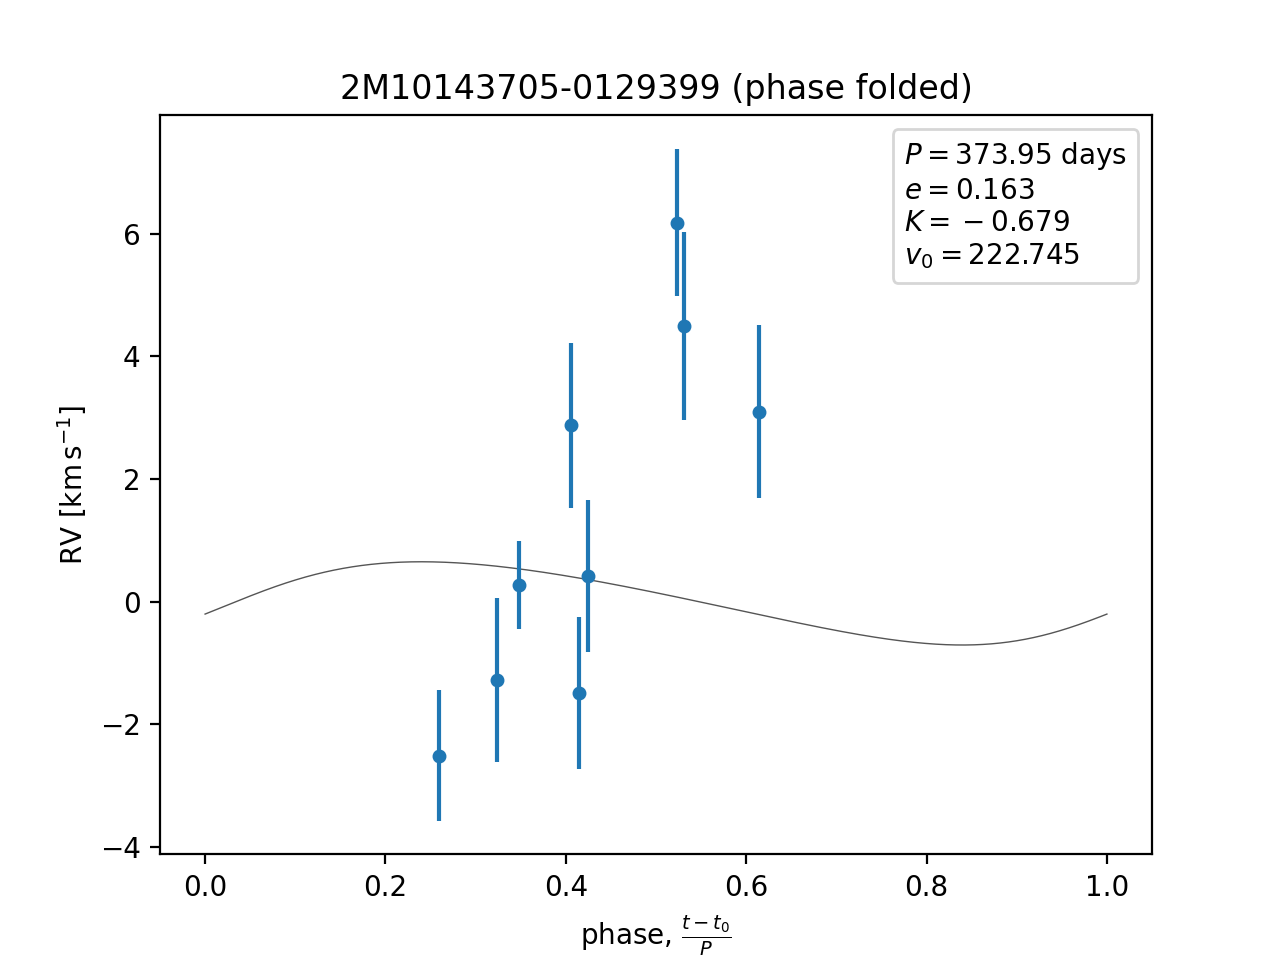 2M10143705-0129399 (phase folded)
P = 373.95 days
e = 0.163
K = −0.679
v₀ = 222.745
RV [km s⁻¹]
6
4
2
0
−2
−4
0.0 0.2 0.4 0.6 0.8 1.0
phase, (t − t₀)/P